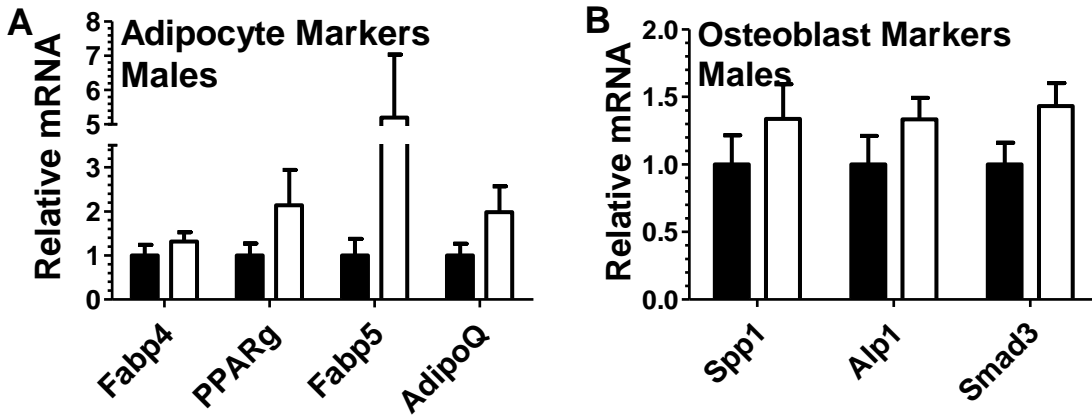 A
Adipocyte Markers
Males
Relative mRNA
8
7
6
5
3
2
1
0
Fabp4
PPARg
Fabp5
AdipoQ
B
Osteoblast Markers
Males
Relative mRNA
2.0
1.5
1.0
0.5
0.0
Spp1
Alp1
Smad3